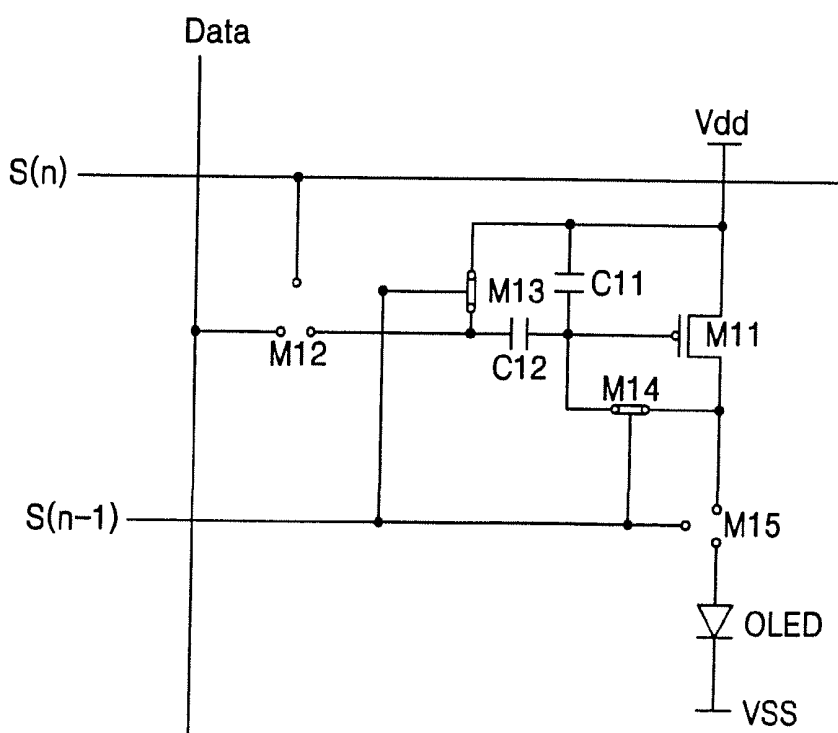 Data
Vdd
S(n)
M13
C11
M12
C12
M11
M14
S(n-1)
M15
OLED
VSS